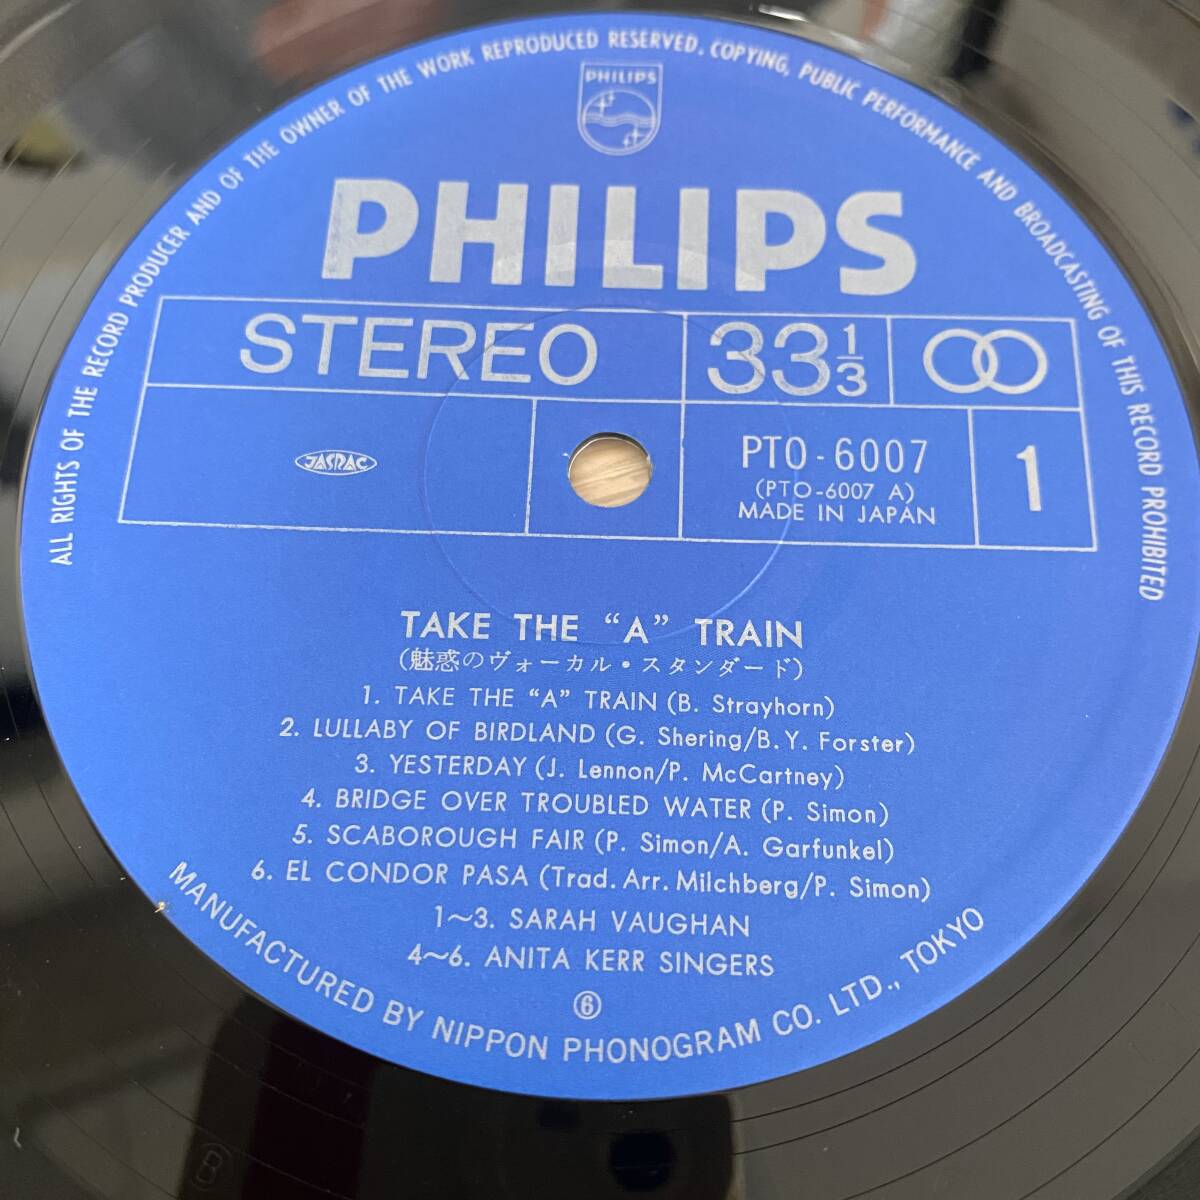 ALL RIGHTS OF THE RECORD PRODUCER AND OF THE OWNER OF THE WORK REPRODUCED RESERVED. COPYING, PUBLIC PERFORMANCE AND BROADCASTING OF THIS RECORD PROHIBITED
PHILIPS
PHILIPS
STEREO
33 1/3
JASRAC
PTO-6007
(PTO-6007 A)
MADE IN JAPAN
1
TAKE THE “A” TRAIN
(魅惑のヴォーカル・スタンダード)
1. TAKE THE “A” TRAIN (B. Strayhorn)
2. LULLABY OF BIRDLAND (G. Shering/B. Y. Forster)
3. YESTERDAY (J. Lennon/P. McCartney)
4. BRIDGE OVER TROUBLED WATER (P. Simon)
5. SCABOROUGH FAIR (P. Simon/A. Garfunkel)
6. EL CONDOR PASA (Trad. Arr. Milchberg/P. Simon)
1～3. SARAH VAUGHAN
4～6. ANITA KERR SINGERS
⑥
MANUFACTURED BY NIPPON PHONOGRAM CO. LTD., TOKYO
Ⓑ